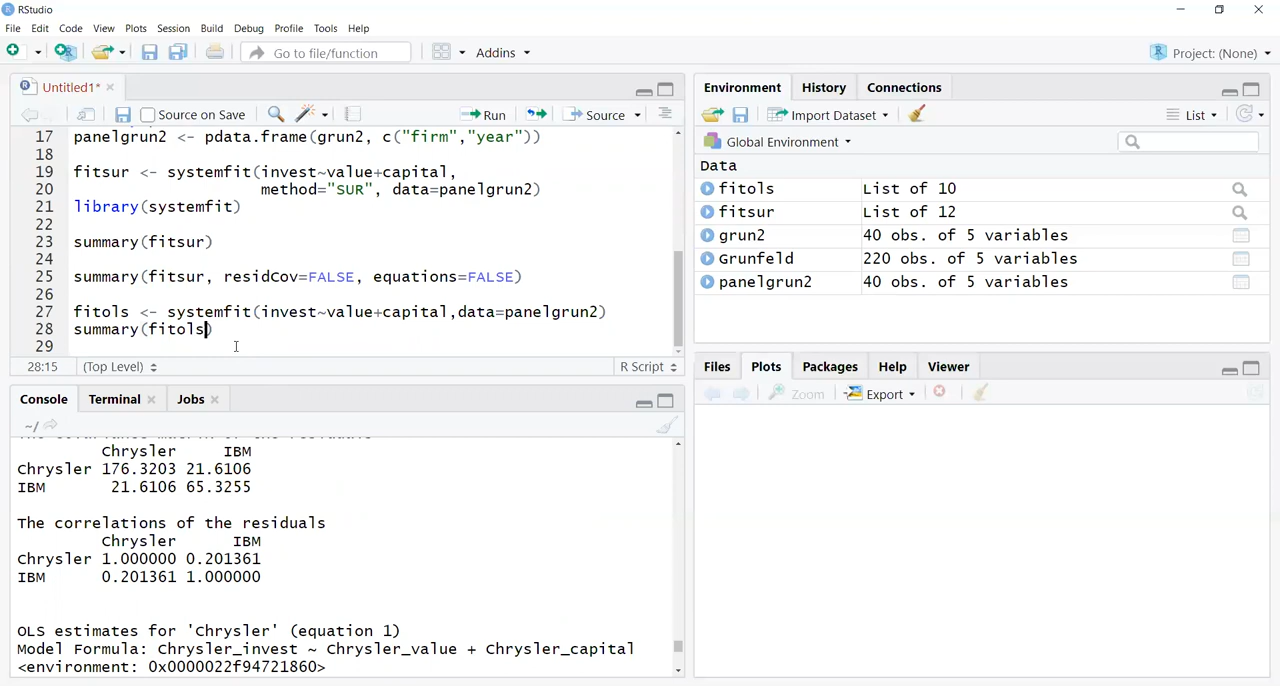 RStudio
File Edit Code View Plots Session Build Debug Profile Tools Help
Go to file/function Addins Project: (None)
Untitled1*
Source on Save Run Source
17 panelgrun2 <- pdata.frame(grun2, c("firm","year"))
18
19 fitsur <- systemfit(invest~value+capital,
20 method="SUR", data=panelgrun2)
21 library(systemfit)
22
23 summary(fitsur)
24
25 summary(fitsur, residCov=FALSE, equations=FALSE)
26
27 fitols <- systemfit(invest~value+capital,data=panelgrun2)
28 summary(fitols)
29
28:15 (Top Level) R Script
Console Terminal Jobs
~/
Chrysler IBM
Chrysler 176.3203 21.6106
IBM 21.6106 65.3255
The correlations of the residuals
Chrysler IBM
Chrysler 1.000000 0.201361
IBM 0.201361 1.000000
OLS estimates for 'Chrysler' (equation 1)
Model Formula: Chrysler_invest ~ Chrysler_value + Chrysler_capital
<environment: 0x0000022f94721860>
Environment History Connections
Import Dataset List
Global Environment
Data
fitols List of 10
fitsur List of 12
grun2 40 obs. of 5 variables
Grunfeld 220 obs. of 5 variables
panelgrun2 40 obs. of 5 variables
Files Plots Packages Help Viewer
Zoom Export